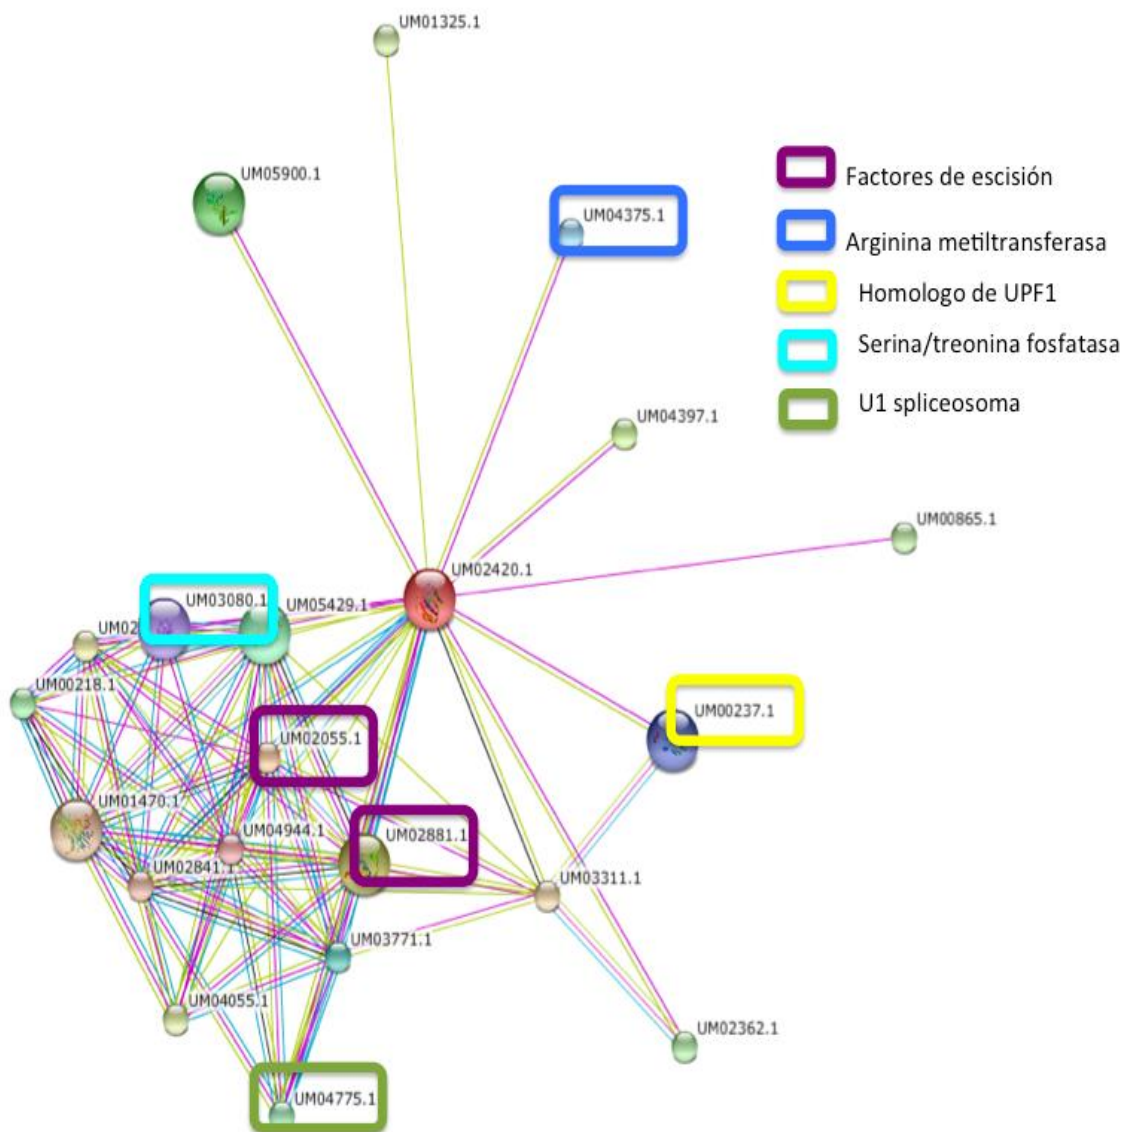 UM01325.1
UM05900.1
UM04375.1
Factores de escisión
Arginina metiltransferasa
Homologo de UPF1
Serina/treonina fosfatasa
U1 spliceosoma
UM04397.1
UM00865.1
UM02420.1
UM03080.1
UM05429.1
UM02
UM00218.1
UM00237.1
UM02055.1
UM01470.1
UM04944.1
UM02881.1
UM02841.1
UM03311.1
UM03771.1
UM04055.1
UM02362.1
UM04775.1